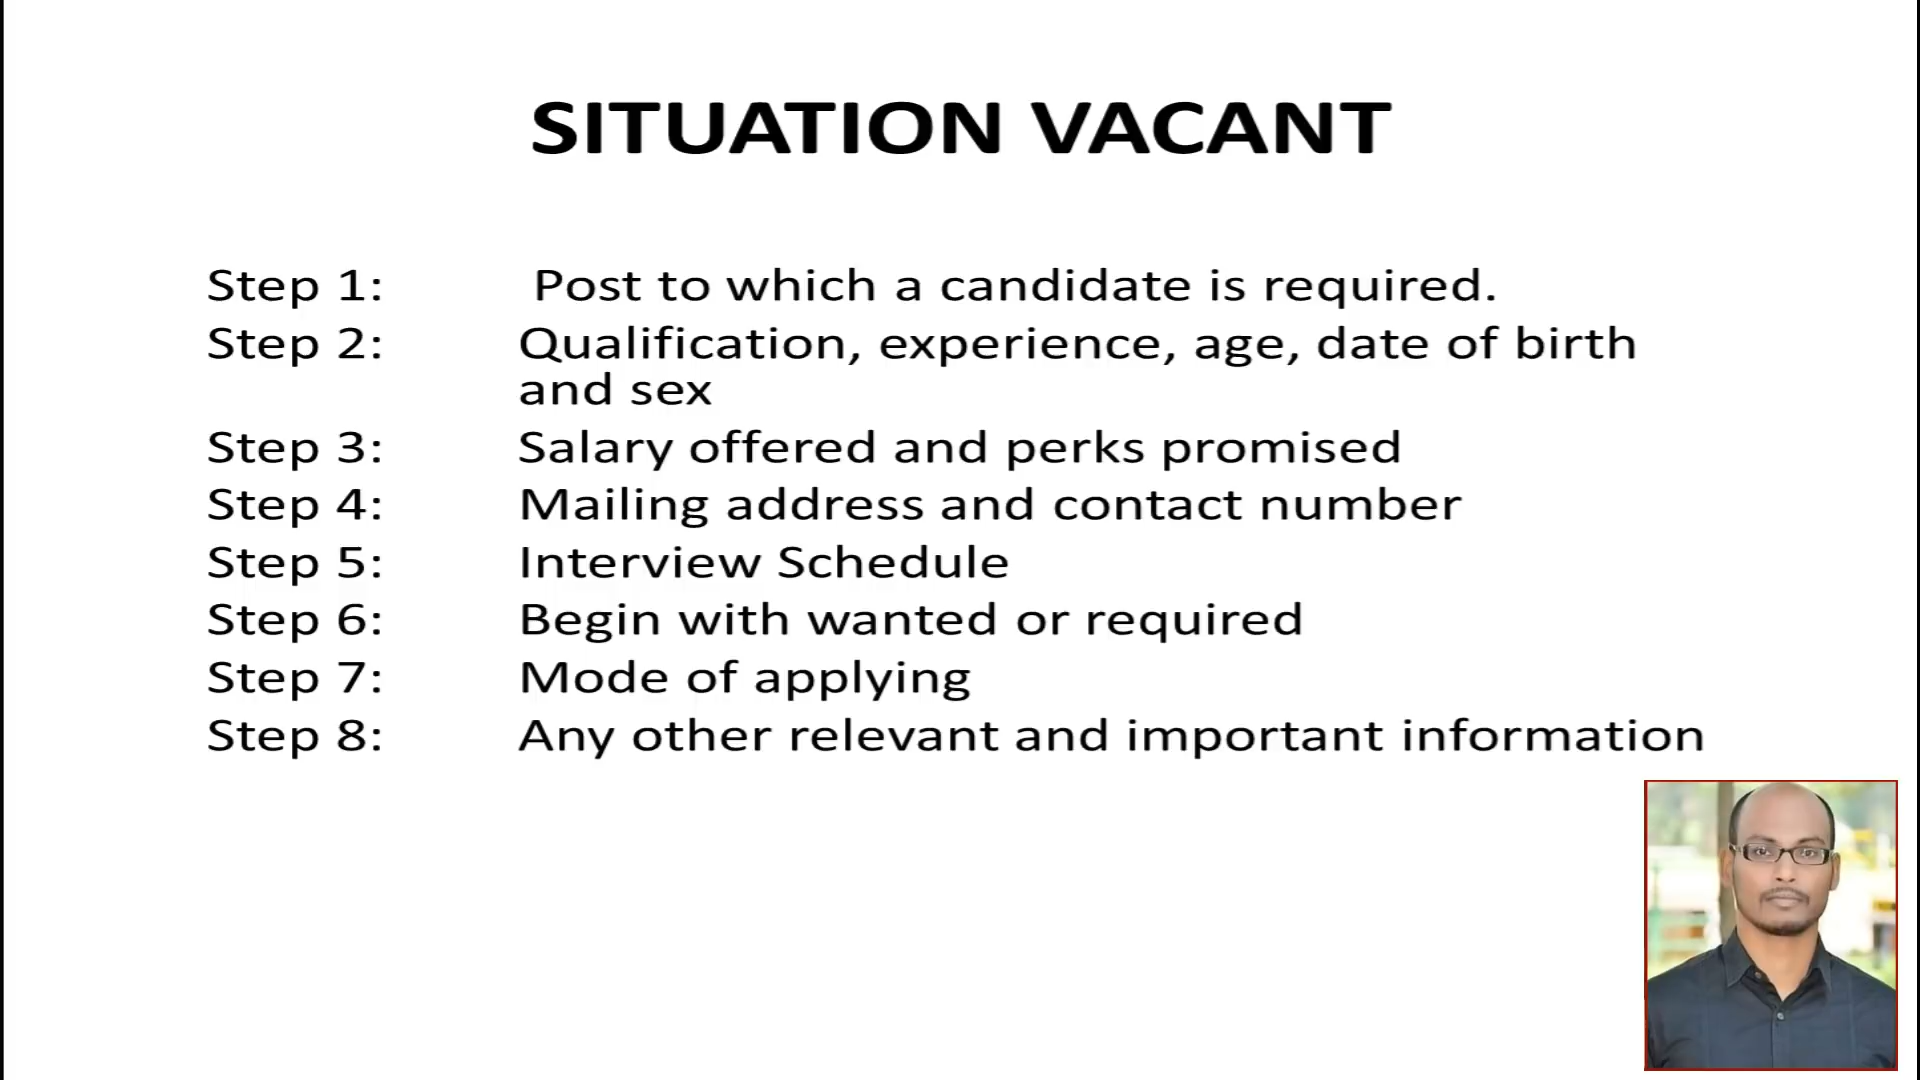 SITUATION VACANT
Step 1: Post to which a candidate is required.
Step 2: Qualification, experience, age, date of birth
and sex
Step 3: Salary offered and perks promised
Step 4: Mailing address and contact number
Step 5: Interview Schedule
Step 6: Begin with wanted or required
Step 7: Mode of applying
Step 8: Any other relevant and important information